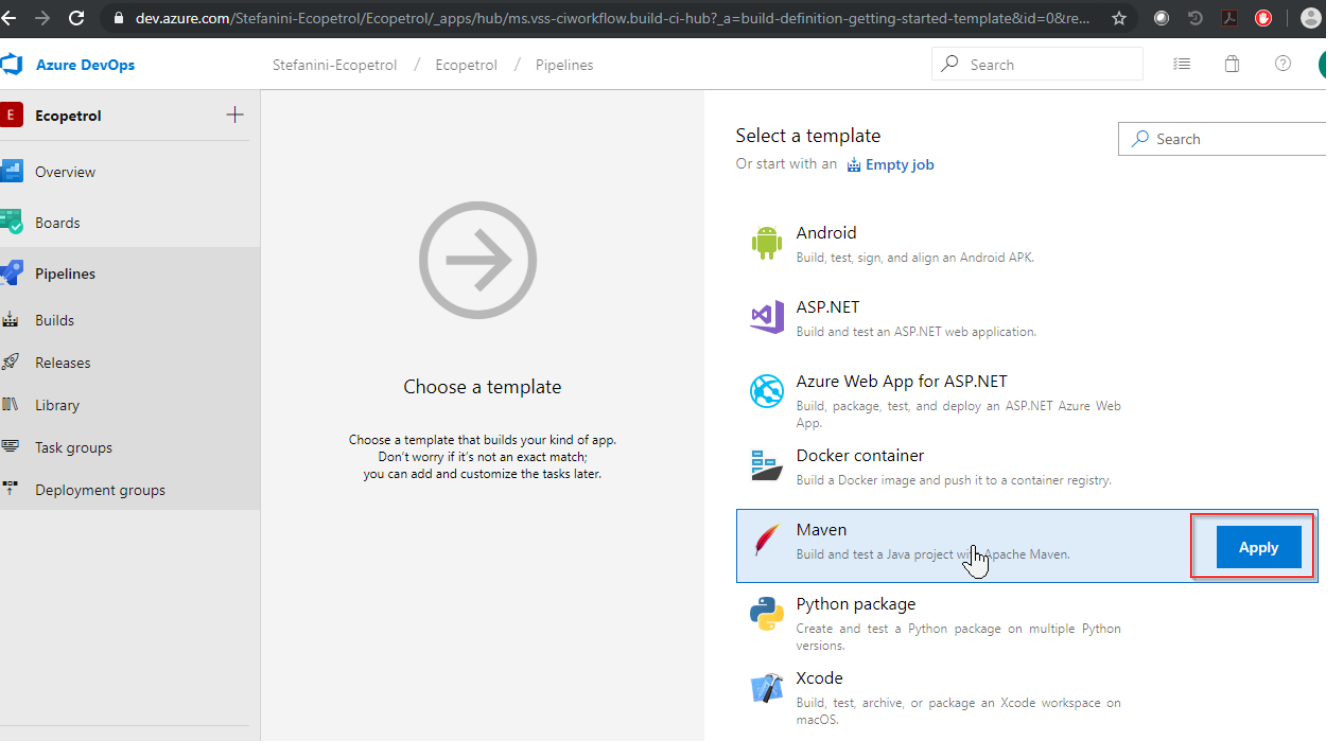 dev.azure.com/Stefanini-Ecopetrol/Ecopetrol/_apps/hub/ms.vss-ciworkflow.build-ci-hub?_a=build-definition-getting-started-template&id=0&re...
Azure DevOps
Stefanini-Ecopetrol / Ecopetrol / Pipelines
Search
E
Ecopetrol
Overview
Boards
Pipelines
Builds
Releases
Library
Task groups
Deployment groups
Choose a template
Choose a template that builds your kind of app.
Don't worry if it's not an exact match;
you can add and customize the tasks later.
Select a template
Search
Or start with an Empty job
Android
Build, test, sign, and align an Android APK.
ASP.NET
Build and test an ASP.NET web application.
Azure Web App for ASP.NET
Build, package, test, and deploy an ASP.NET Azure Web
App.
Docker container
Build a Docker image and push it to a container registry.
Maven
Build and test a Java project with Apache Maven.
Apply
Python package
Create and test a Python package on multiple Python
versions.
Xcode
Build, test, archive, or package an Xcode workspace on
macOS.